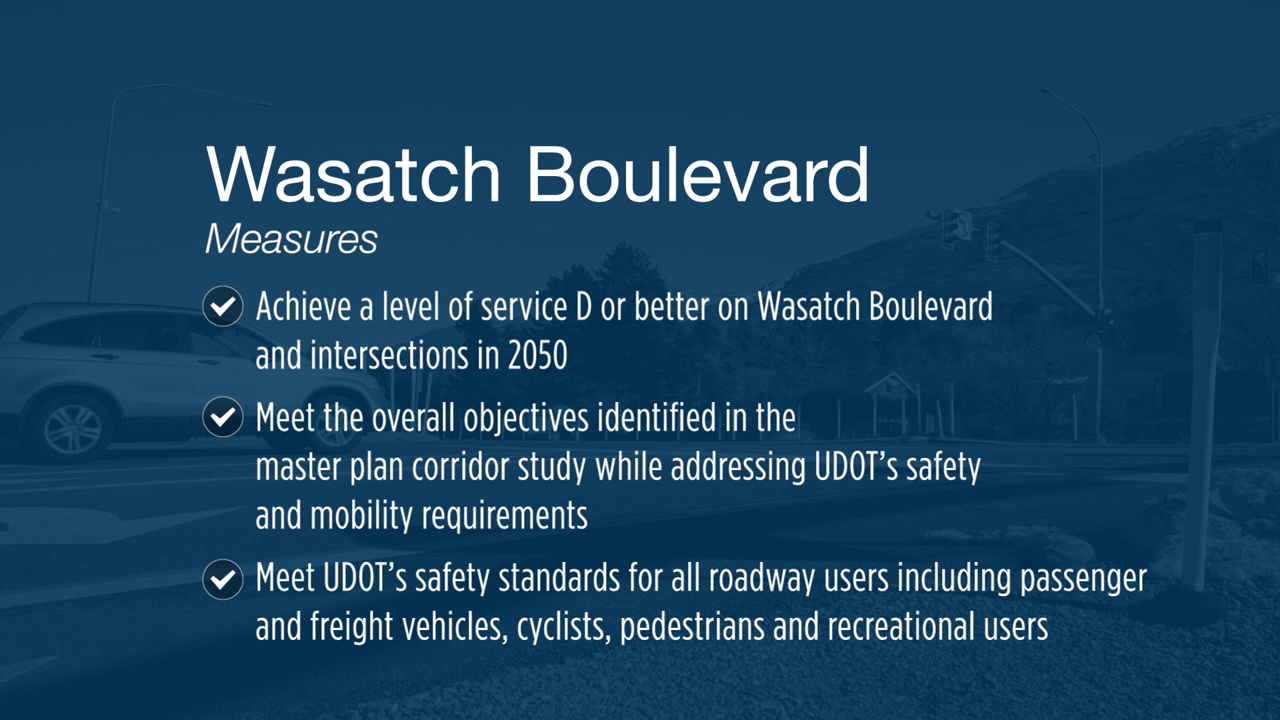 Wasatch Boulevard
Measures
Achieve a level of service D or better on Wasatch Boulevard
and intersections in 2050
Meet the overall objectives identified in the
master plan corridor study while addressing UDOT's safety
and mobility requirements
Meet UDOT's safety standards for all roadway users including passenger
and freight vehicles, cyclists, pedestrians and recreational users